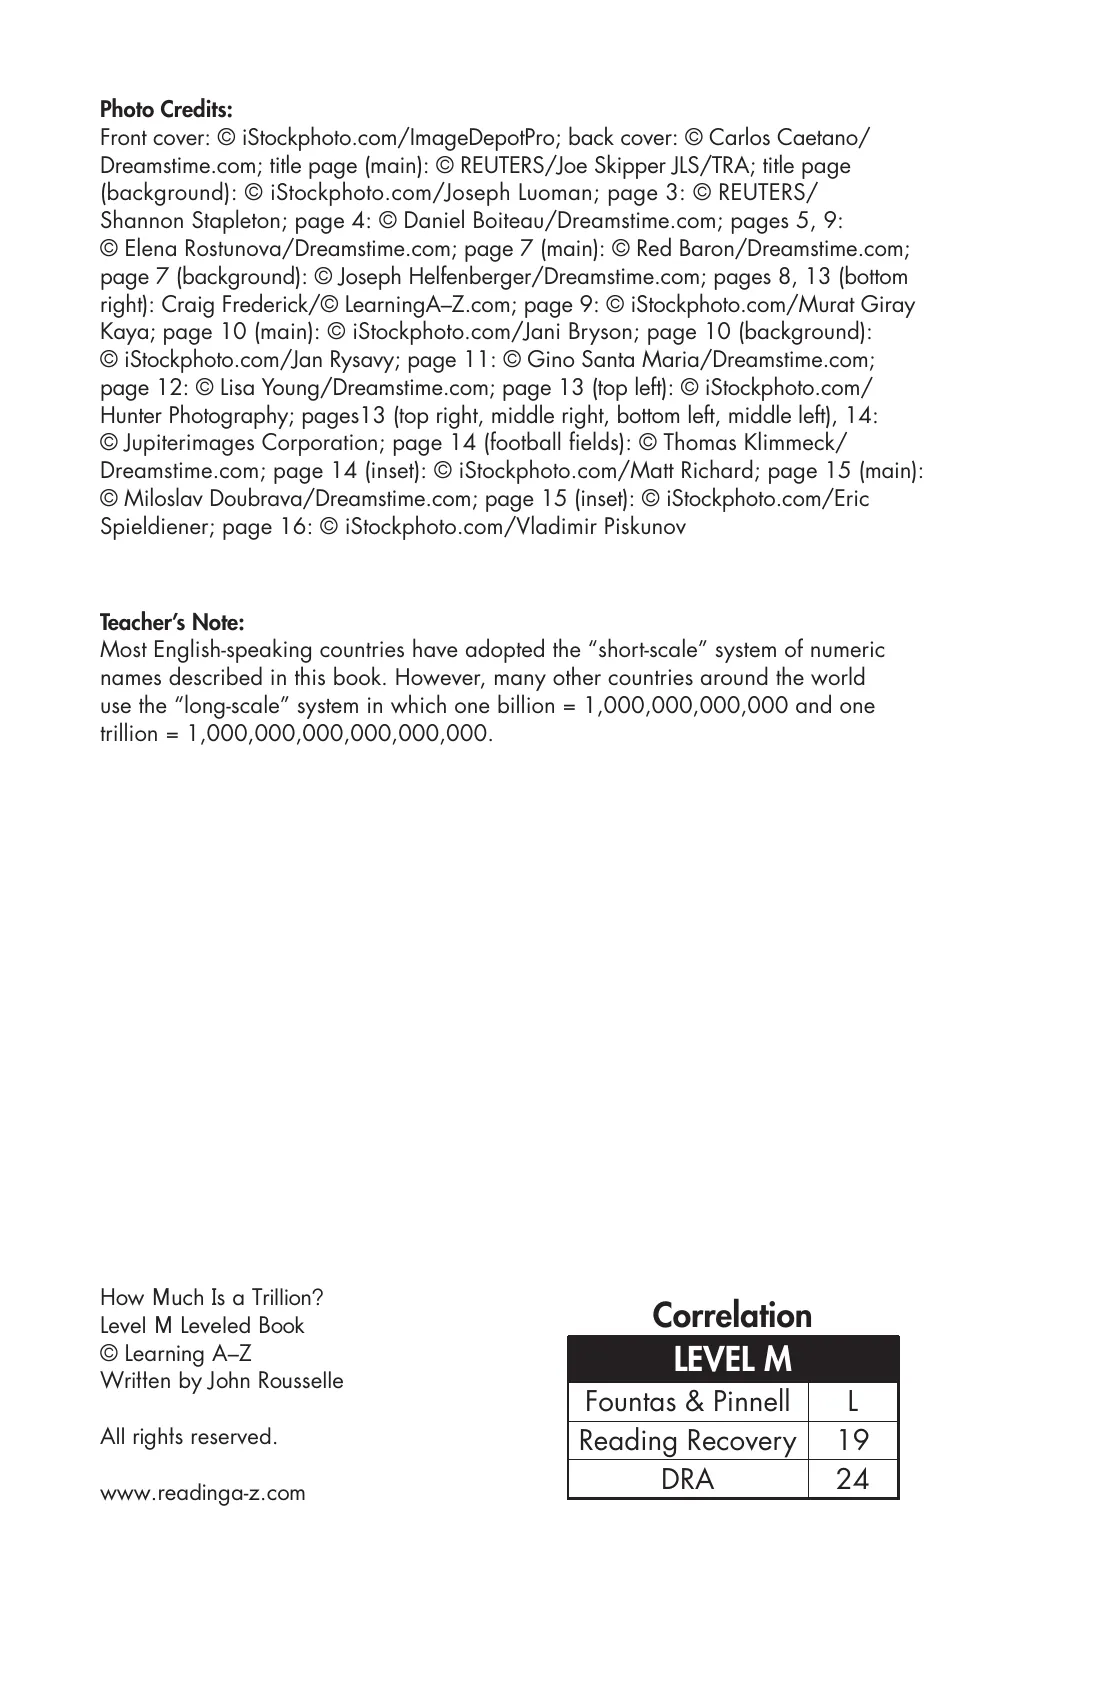 Photo Credits:
Front cover: © iStockphoto.com/ImageDepotPro; back cover: © Carlos Caetano/
Dreamstime.com; title page (main): © REUTERS/Joe Skipper JLS/TRA; title page
(background): © iStockphoto.com/Joseph Luoman; page 3: © REUTERS/
Shannon Stapleton; page 4: © Daniel Boiteau/Dreamstime.com; pages 5, 9:
© Elena Rostunova/Dreamstime.com; page 7 (main): © Red Baron/Dreamstime.com;
page 7 (background): © Joseph Helfenberger/Dreamstime.com; pages 8, 13 (bottom
right): Craig Frederick/© LearningA–Z.com; page 9: © iStockphoto.com/Murat Giray
Kaya; page 10 (main): © iStockphoto.com/Jani Bryson; page 10 (background):
© iStockphoto.com/Jan Rysavy; page 11: © Gino Santa Maria/Dreamstime.com;
page 12: © Lisa Young/Dreamstime.com; page 13 (top left): © iStockphoto.com/
Hunter Photography; pages13 (top right, middle right, bottom left, middle left), 14:
© Jupiterimages Corporation; page 14 (football fields): © Thomas Klimmeck/
Dreamstime.com; page 14 (inset): © iStockphoto.com/Matt Richard; page 15 (main):
© Miloslav Doubrava/Dreamstime.com; page 15 (inset): © iStockphoto.com/Eric
Spieldiener; page 16: © iStockphoto.com/Vladimir Piskunov
Teacher's Note:
Most English-speaking countries have adopted the “short-scale” system of numeric
names described in this book. However, many other countries around the world
use the “long-scale” system in which one billion = 1,000,000,000,000 and one
trillion = 1,000,000,000,000,000,000.
How Much Is a Trillion?
Level M Leveled Book
© Learning A–Z
Written by John Rousselle
All rights reserved.
www.readinga-z.com
Correlation
LEVEL M
Fountas & Pinnell L
Reading Recovery 19
DRA 24